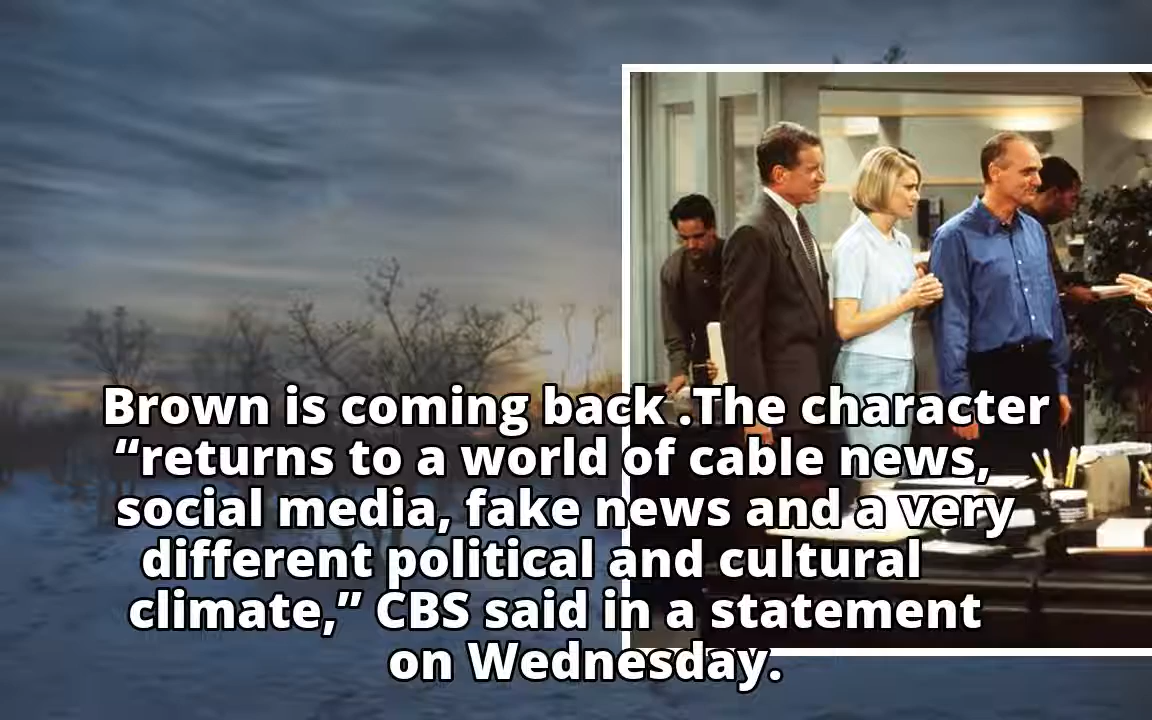 Brown is coming back .The character
“returns to a world of cable news,
social media, fake news and a very
different political and cultural
climate,” CBS said in a statement
on Wednesday.